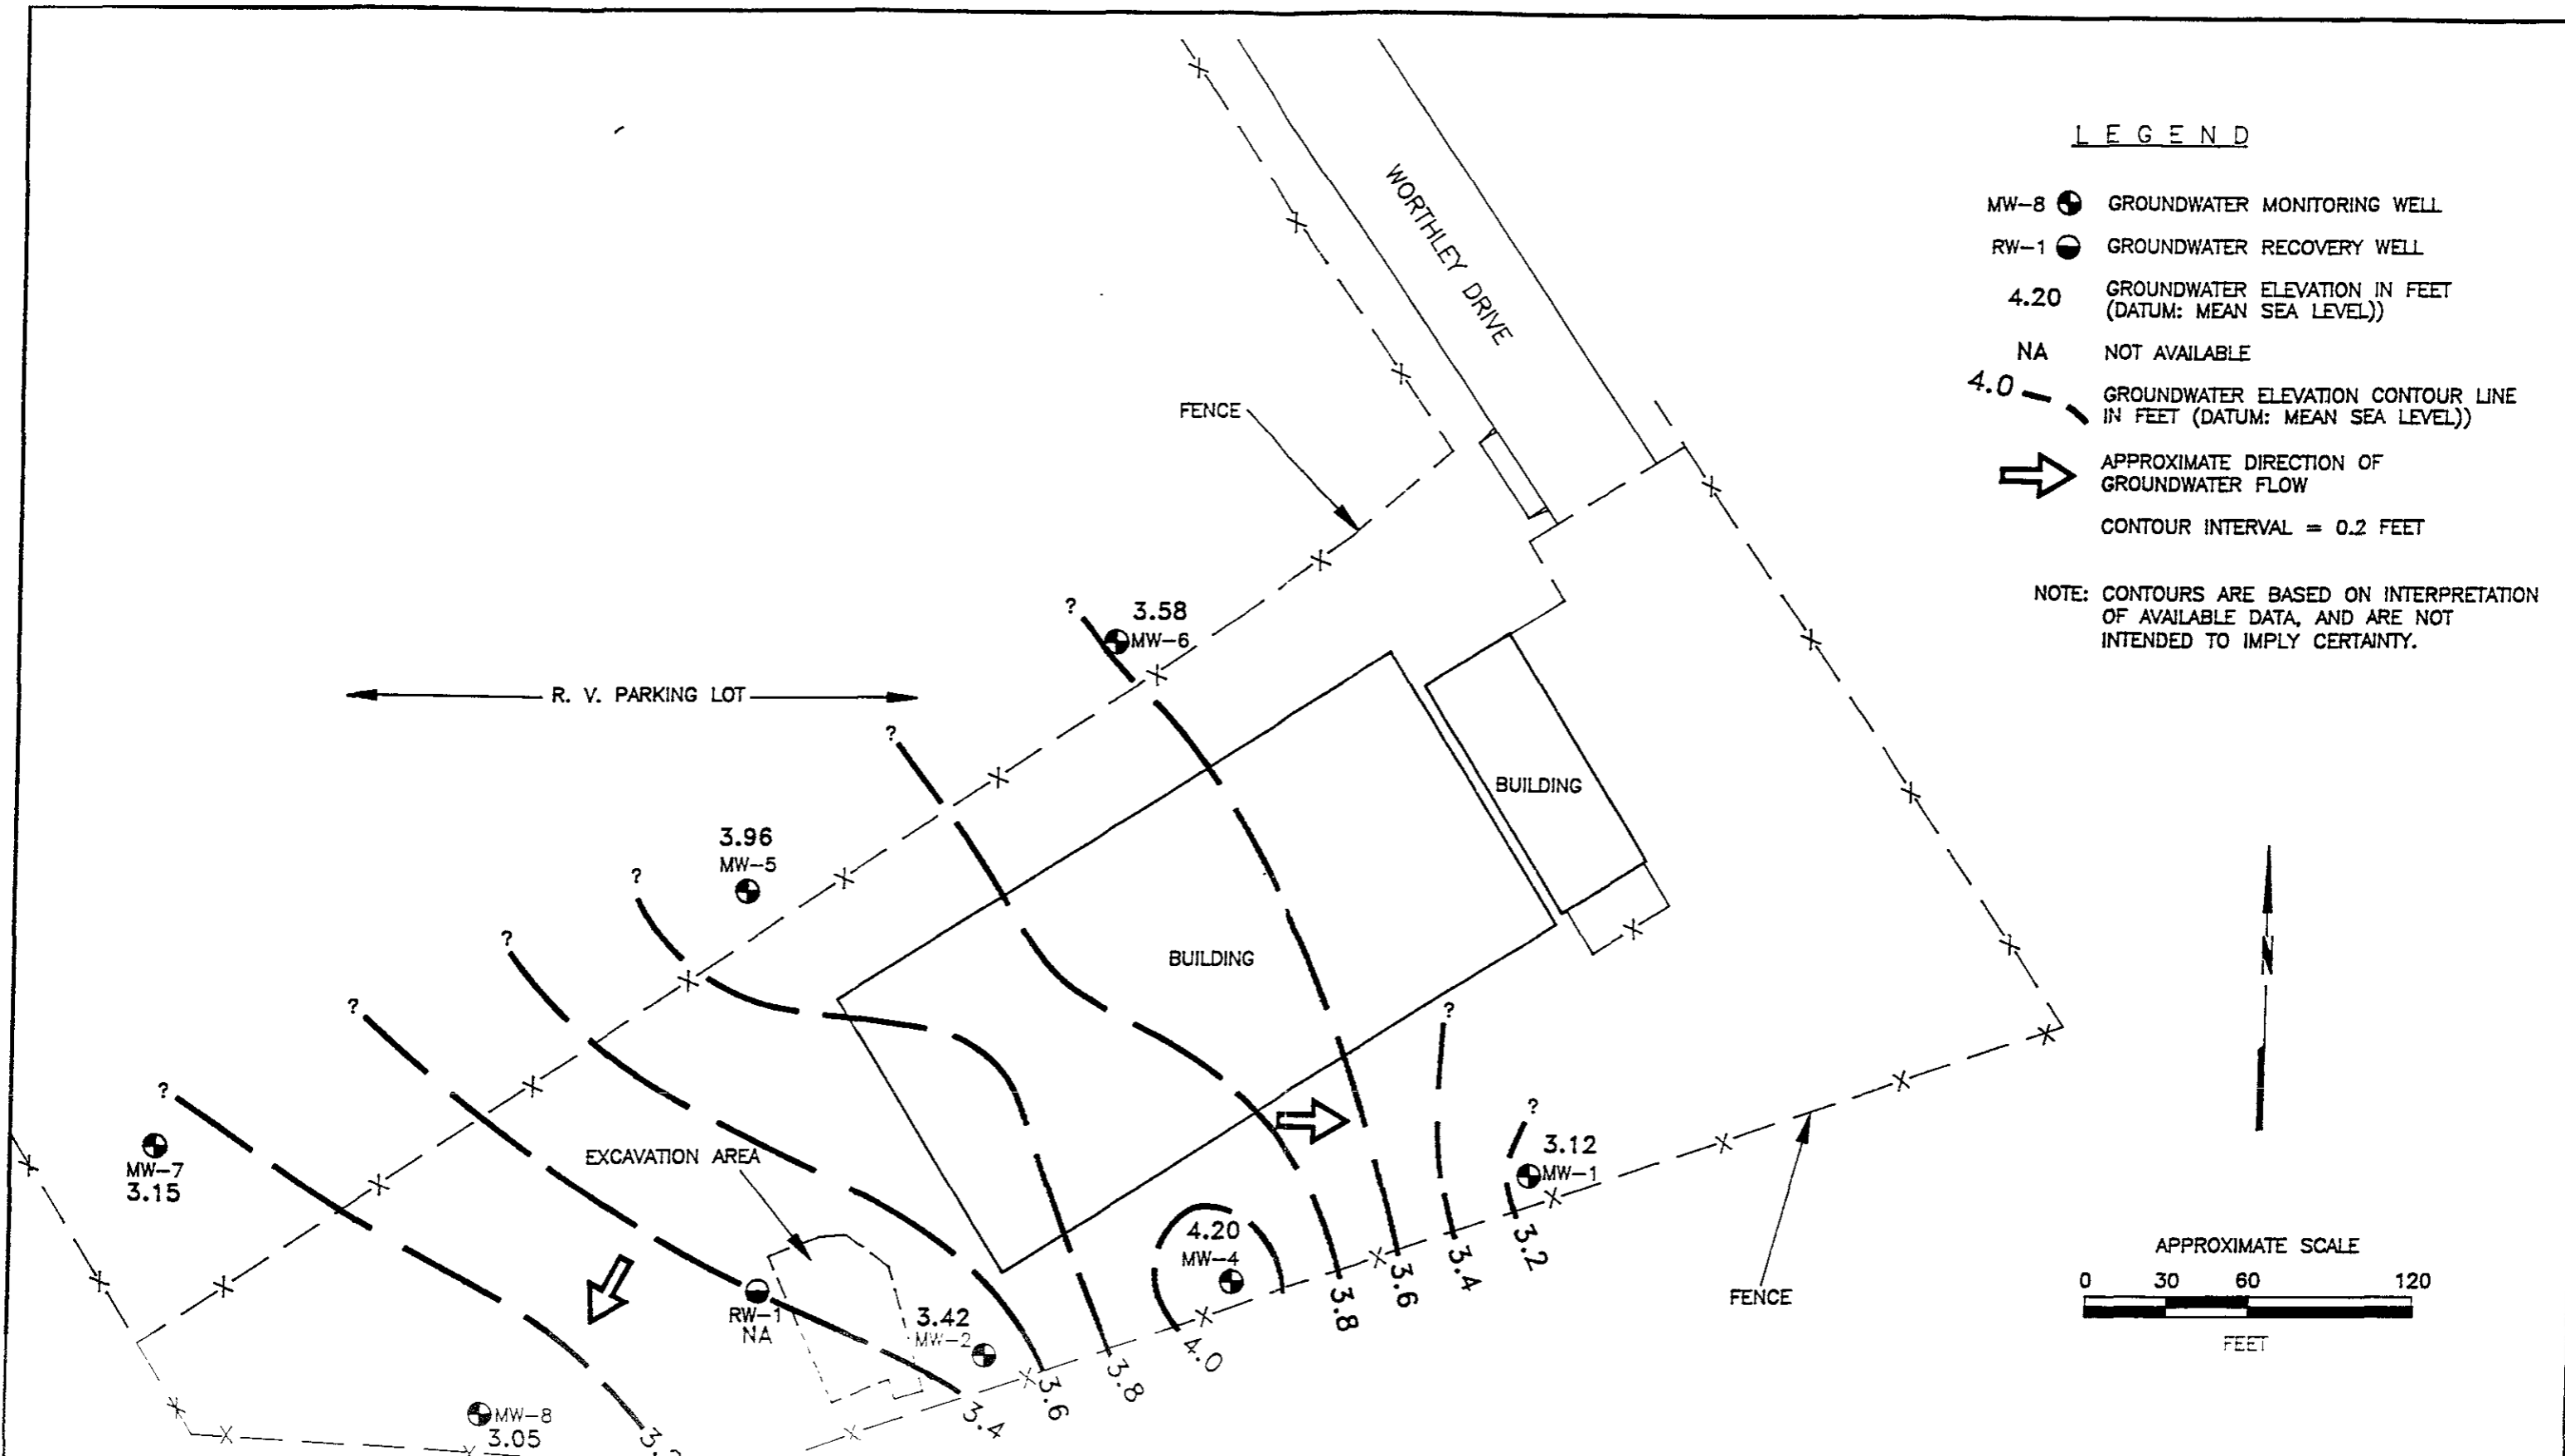 L E G E N D
MW-8 GROUNDWATER MONITORING WELL
RW-1 GROUNDWATER RECOVERY WELL
4.20 GROUNDWATER ELEVATION IN FEET
(DATUM: MEAN SEA LEVEL))
NA NOT AVAILABLE
4.0 GROUNDWATER ELEVATION CONTOUR LINE
IN FEET (DATUM: MEAN SEA LEVEL))
APPROXIMATE DIRECTION OF
GROUNDWATER FLOW
CONTOUR INTERVAL = 0.2 FEET
NOTE: CONTOURS ARE BASED ON INTERPRETATION
OF AVAILABLE DATA, AND ARE NOT
INTENDED TO IMPLY CERTAINTY.
WORTHLEY DRIVE
FENCE
?
3.58
MW-6
R. V. PARKING LOT
?
BUILDING
3.96
MW-5
?
?
BUILDING
?
?
?
?
MW-7
3.15
EXCAVATION AREA
3.12
MW-1
4.20
MW-4
RW-1
NA
3.42
MW-2
MW-8
3.05
3.4
3.6
3.8
4.0
3.8
3.6
3.4
3.2
FENCE
N
APPROXIMATE SCALE
0 30 60 120
FEET